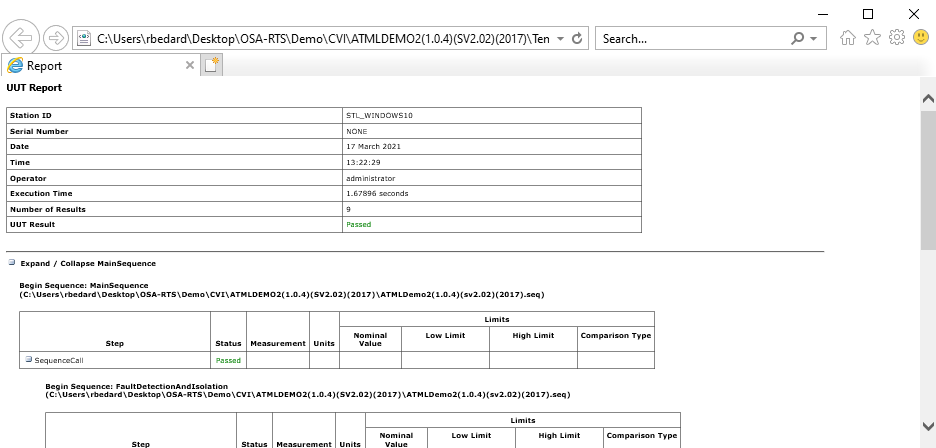 C:\Users\rbedard\Desktop\OSA-RTS\Demo\CVI\ATMLDEMO2(1.0.4)(SV2.02)(2017)\Ten
Search...
Report
UUT Report
Station ID STL_WINDOWS10
Serial Number NONE
Date 17 March 2021
Time 13:22:29
Operator administrator
Execution Time 1.67896 seconds
Number of Results 9
UUT Result Passed
Expand / Collapse MainSequence
Begin Sequence: MainSequence
(C:\Users\rbedard\Desktop\OSA-RTS\Demo\CVI\ATMLDEMO2(1.0.4)(SV2.02)(2017)\ATMLDemo2(1.0.4)(sv2.02)(2017).seq)
Limits
Step Status Measurement Units Nominal Value Low Limit High Limit Comparison Type
SequenceCall Passed
Begin Sequence: FaultDetectionAndIsolation
(C:\Users\rbedard\Desktop\OSA-RTS\Demo\CVI\ATMLDEMO2(1.0.4)(SV2.02)(2017)\ATMLDemo2(1.0.4)(sv2.02)(2017).seq)
Limits
Step Status Measurement Units Nominal Value Low Limit High Limit Comparison Type